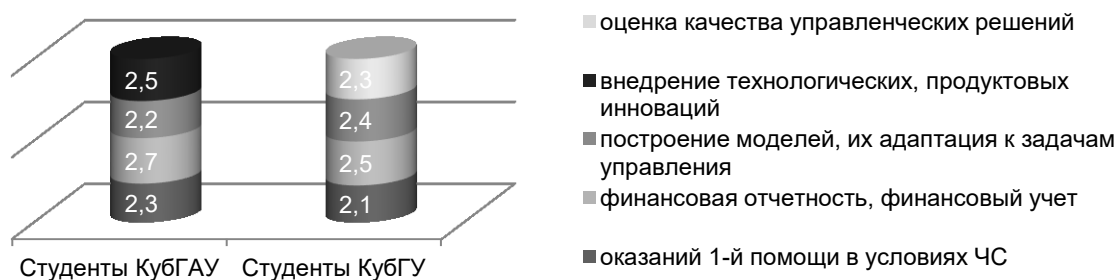 2,5
2,2
2,7
2,3
2,3
2,4
2,5
2,1
Студенты КубГАУ
Студенты КубГУ
оценка качества управленческих решений
внедрение технологических, продуктовых
инноваций
построение моделей, их адаптация к задачам
управления
финансовая отчетность, финансовый учет
оказаний 1-й помощи в условиях ЧС